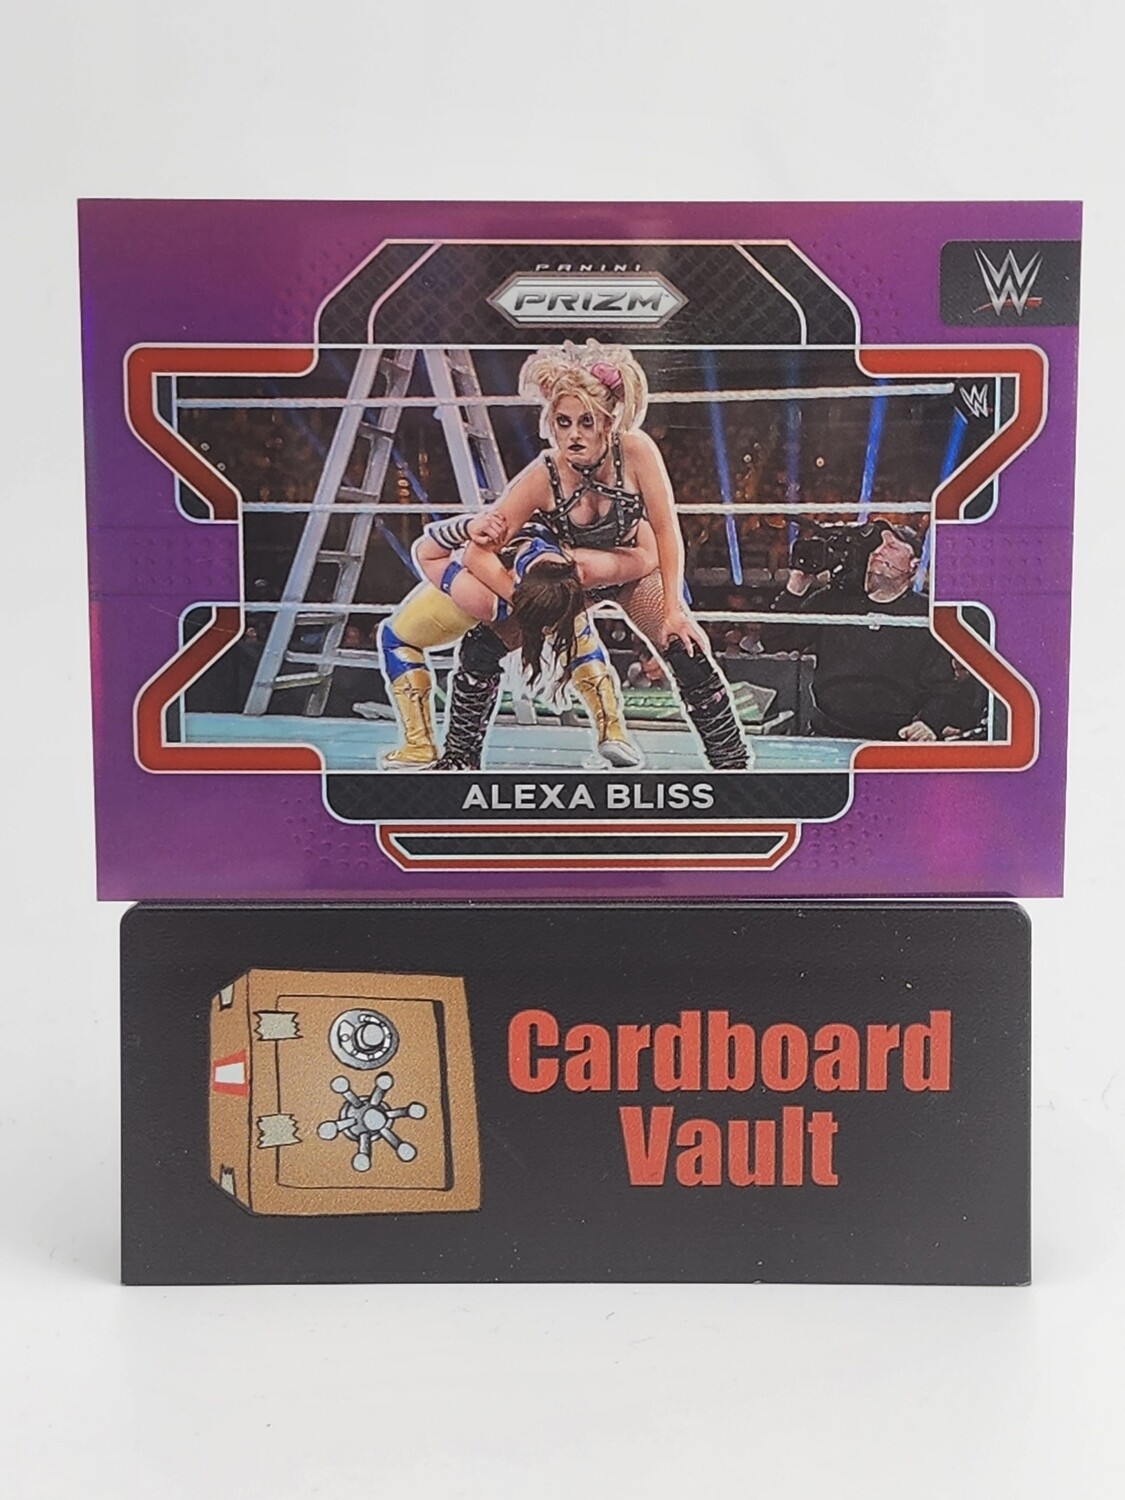 PANINI
PRIZM
W
W
ALEXA BLISS
Cardboard
Vault